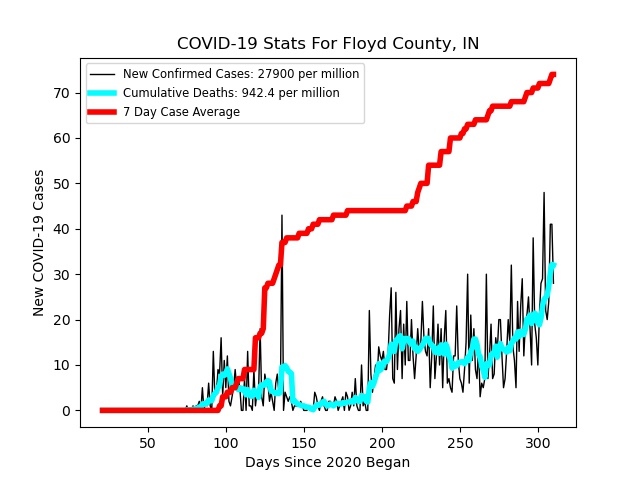 COVID-19 Stats For Floyd County, IN
New Confirmed Cases: 27900 per million
Cumulative Deaths: 942.4 per million
7 Day Case Average
New COVID-19 Cases
70
60
50
40
30
20
10
0
50 100 150 200 250 300
Days Since 2020 Began